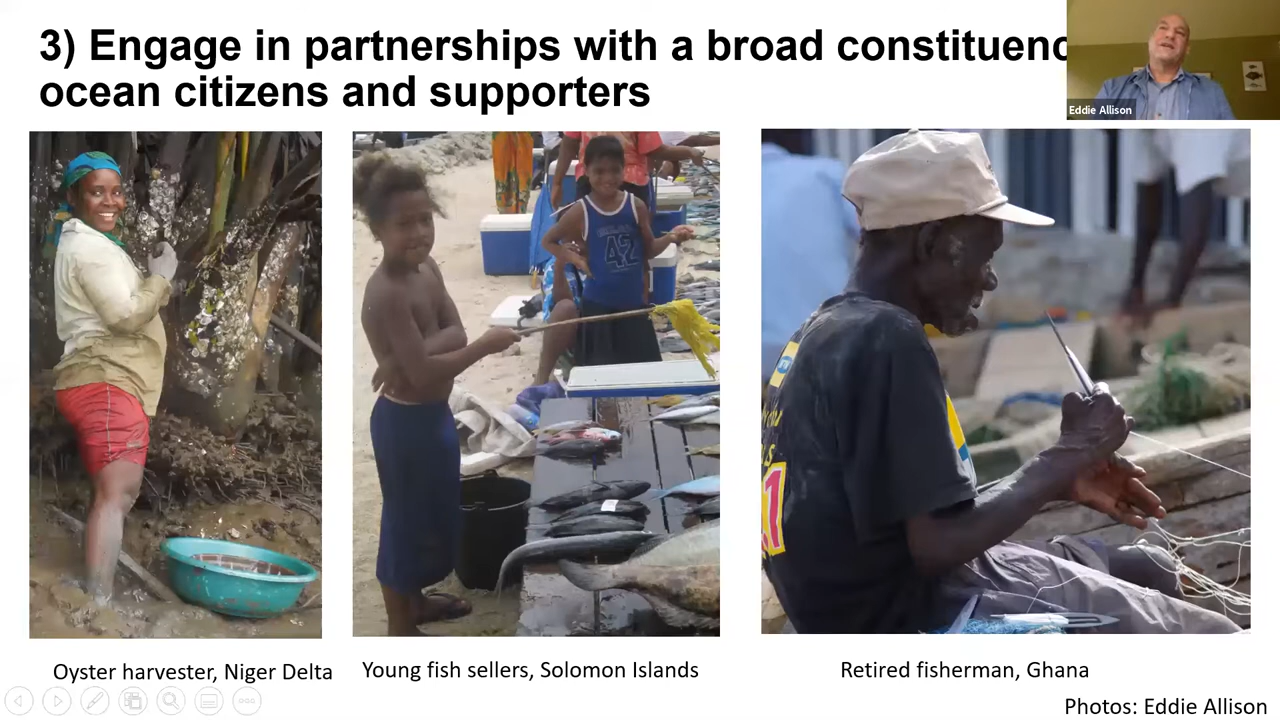 3) Engage in partnerships with a broad constituenc
ocean citizens and supporters
Eddie Allison
42
Oyster harvester, Niger Delta
Young fish sellers, Solomon Islands
Retired fisherman, Ghana
Photos: Eddie Allison